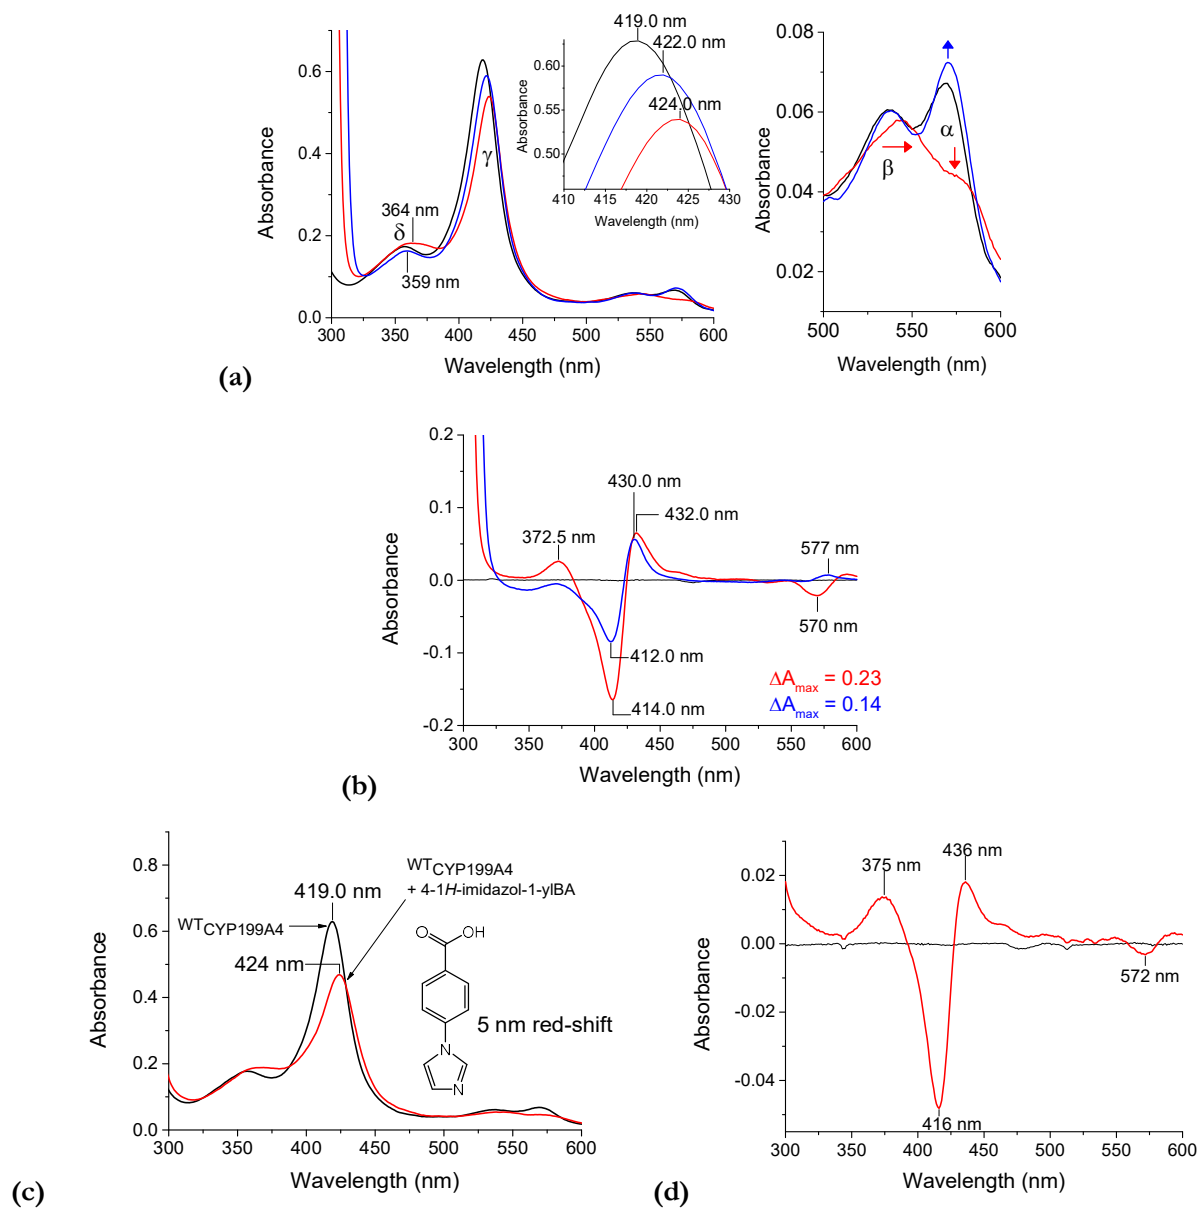 419.0 nm
422.0 nm
424.0 nm
0.60
0.55
0.50
Absorbance
410 415 420 425 430
Wavelength (nm)
0.6
0.4
0.2
0.0
Absorbance
364 nm
δ
359 nm
γ
300 350 400 450 500 550 600
Wavelength (nm)
0.08
0.06
0.04
0.02
Absorbance
α
β
500 550 600
Wavelength (nm)
(a)
0.2
0.1
0.0
-0.1
-0.2
Absorbance
430.0 nm
432.0 nm
372.5 nm
577 nm
570 nm
412.0 nm
414.0 nm
ΔAmax = 0.23
ΔAmax = 0.14
300 350 400 450 500 550 600
Wavelength (nm)
(b)
0.8
0.6
0.4
0.2
0.0
Absorbance
419.0 nm
WTCYP199A4
424 nm
WTCYP199A4
+ 4-1H-imidazol-1-ylBA
O
OH
N
N
5 nm red-shift
300 350 400 450 500 550 600
Wavelength (nm)
(c)
0.02
0.00
-0.02
-0.04
Absorbance
375 nm
436 nm
572 nm
416 nm
300 350 400 450 500 550 600
Wavelength (nm)
(d)